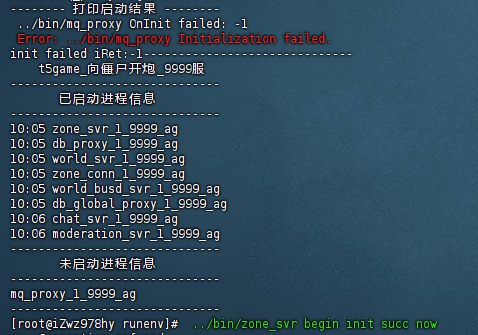 -------- 打印启动结果 --------
../bin/mq_proxy OnInit failed: -1
Error: ../bin/mq_proxy Initialization failed.
init failed iRet:-1------------------------------
t5game_向僵尸开炮_9999服
------------------------------
已启动进程信息
------------------------------
10:05 zone_svr_1_9999_ag
10:05 db_proxy_1_9999_ag
10:05 world_svr_1_9999_ag
10:05 zone_conn_1_9999_ag
10:05 world_busd_svr_1_9999_ag
10:05 db_global_proxy_1_9999_ag
10:06 chat_svr_1_9999_ag
10:06 moderation_svr_1_9999_ag
------------------------------
未启动进程信息
------------------------------
mq_proxy_1_9999_ag
------------------------------
[root@iZwz978hy runenv]# ../bin/zone_svr begin init succ now